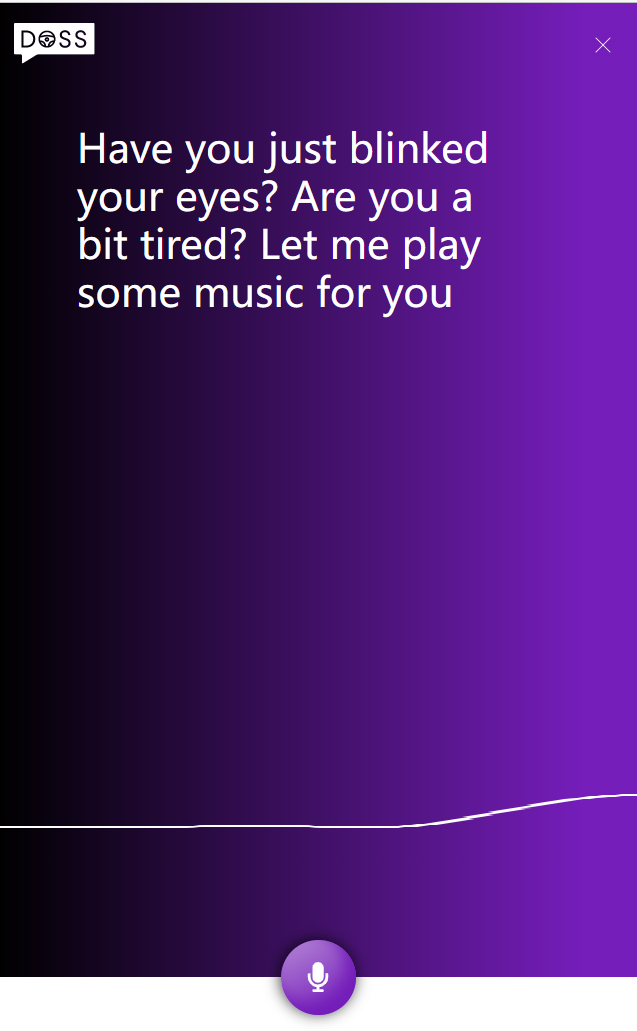 DOSS
Have you just blinked
your eyes? Are you a
bit tired? Let me play
some music for you